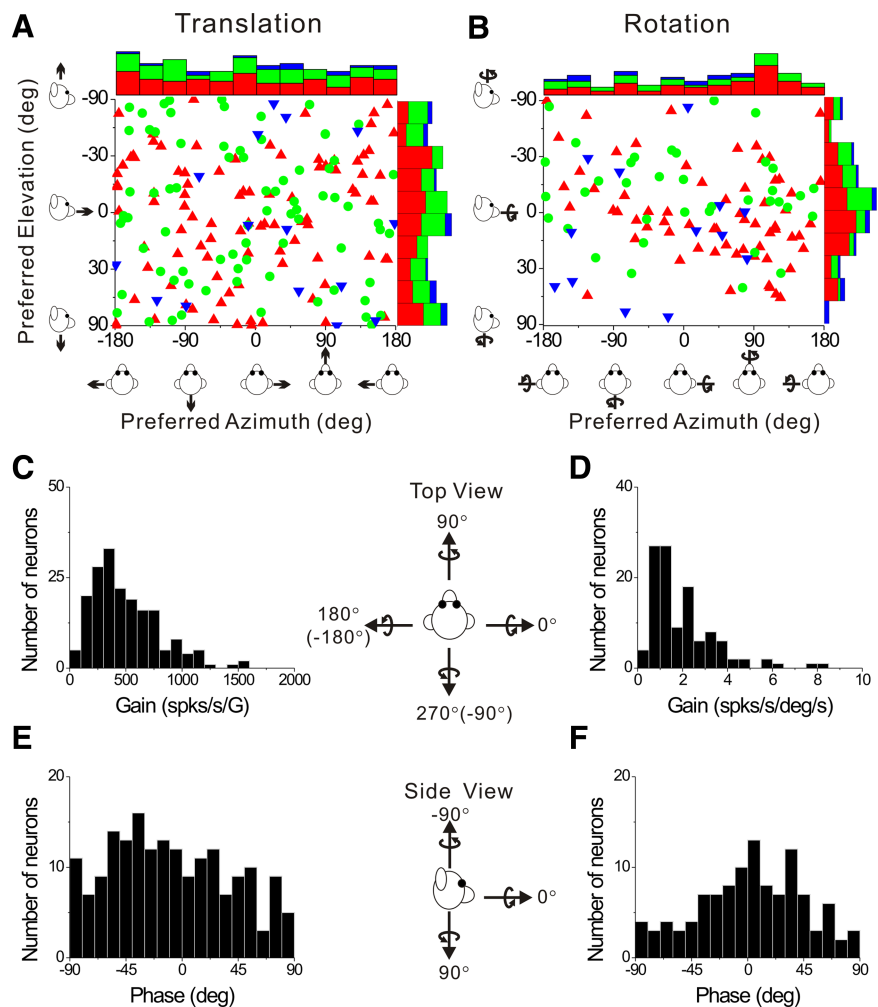 A Translation
Preferred Elevation (deg)
-90
-30
0
30
90
-180 -90 0 90 180
Preferred Azimuth (deg)
B Rotation
-90
-30
0
30
90
-180 -90 0 90 180
Preferred Azimuth (deg)
C
Number of neurons
50
25
0
0 500 1000 1500 2000
Gain (spks/s/G)
Top View
90°
180°
(-180°)
0°
270°(-90°)
D
Number of neurons
40
20
0
0 2 4 6 8 10
Gain (spks/s/deg/s)
E
Number of neurons
20
10
0
-90 -45 0 45 90
Phase (deg)
Side View
-90°
0°
90°
F
Number of neurons
20
10
0
-90 -45 0 45 90
Phase (deg)